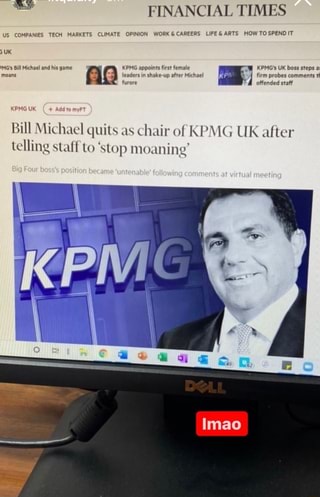 FINANCIAL TIMES
US COMPANIES TECH MARKETS CLIMATE OPINION WORK & CAREERS LIFE & ARTS HOW TO SPEND IT
Bill Michael and his game
KPMG appoints first female
leaders in shake-up after Michael
furore
KPMG's UK boss steps a
firm probes comments
offended staff
KPMG UK
+ Add to myFT
Bill Michael quits as chair of KPMG UK after
telling staff to ‘stop moaning’
Big Four boss's position became 'untenable' following comments at virtual meeting
KPMG
DELL
lmao